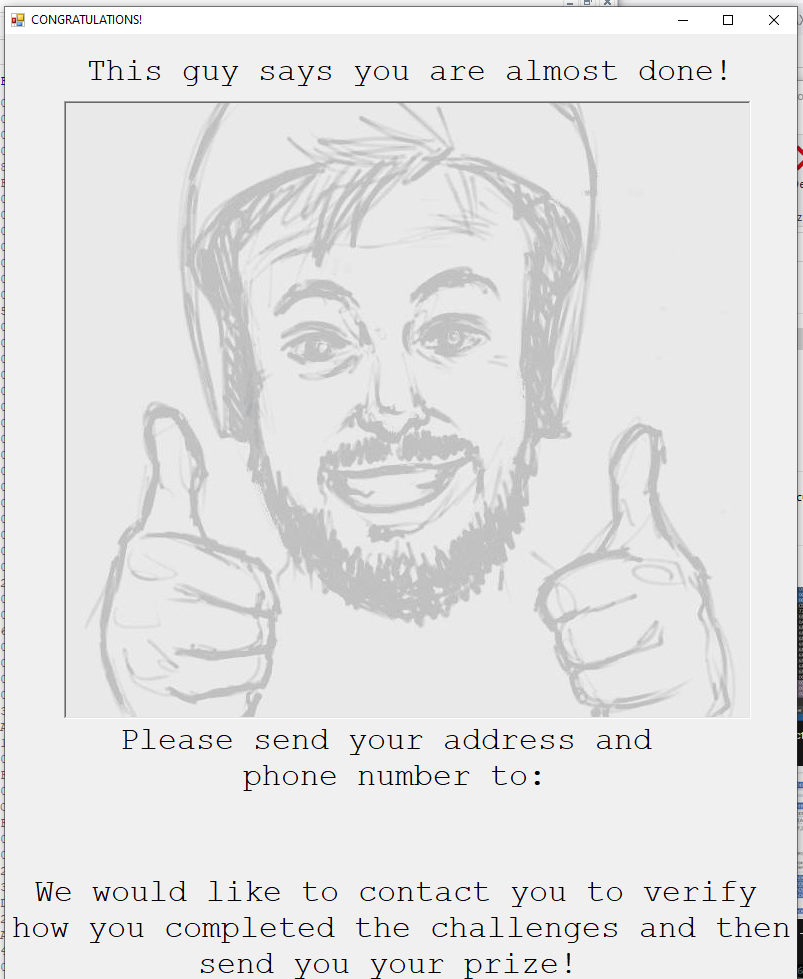 CONGRATULATIONS!
This guy says you are almost done!
Please send your address and
phone number to:
We would like to contact you to verify
how you completed the challenges and then
send you your prize!